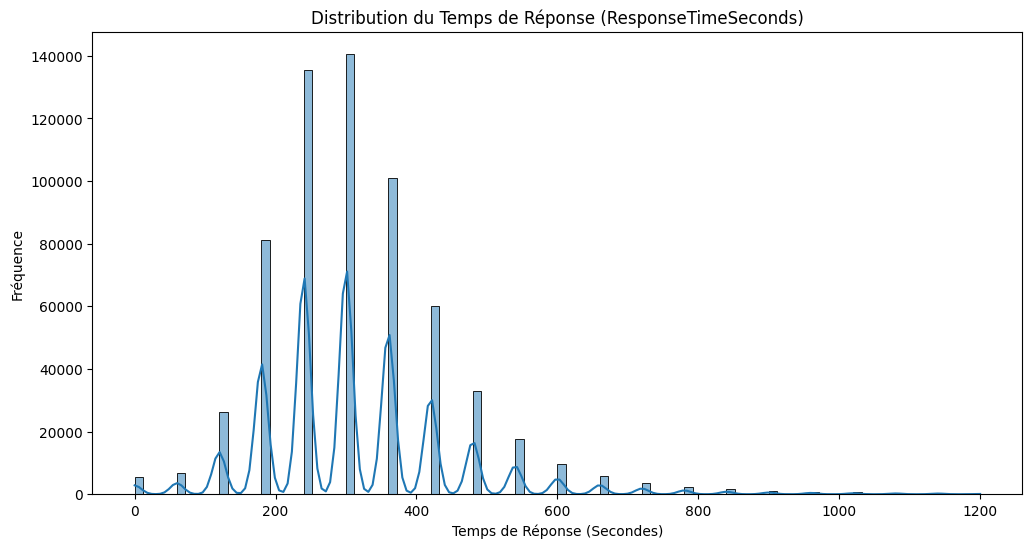 Distribution du Temps de Réponse (ResponseTimeSeconds)
140000
120000
100000
80000
60000
40000
20000
0
Fréquence
0 200 400 600 800 1000 1200
Temps de Réponse (Secondes)